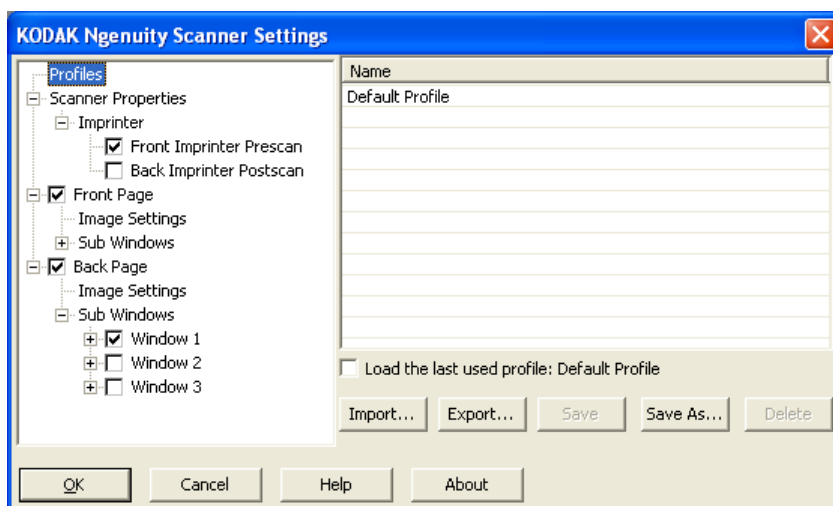 KODAK Ngenuity Scanner Settings
Profiles
Scanner Properties
Imprinter
Front Imprinter Prescan
Back Imprinter Postscan
Front Page
Image Settings
Sub Windows
Back Page
Image Settings
Sub Windows
Window 1
Window 2
Window 3
Name
Default Profile
Load the last used profile: Default Profile
Import... Export... Save Save As... Delete
OK Cancel Help About